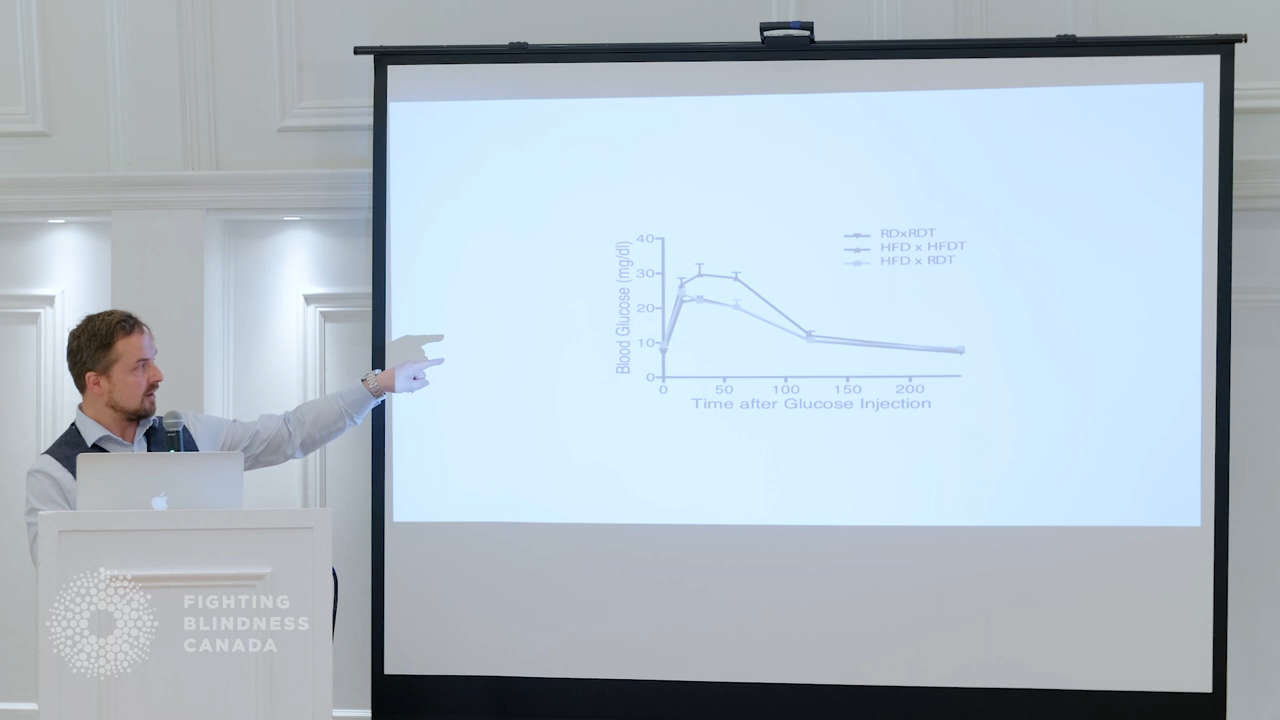 RDxRDT
HFD x HFDT
HFD x RDT
Blood Glucose (mg/dl)
40
30
20
10
0
0 50 100 150 200
Time after Glucose Injection
FIGHTING
BLINDNESS
CANADA